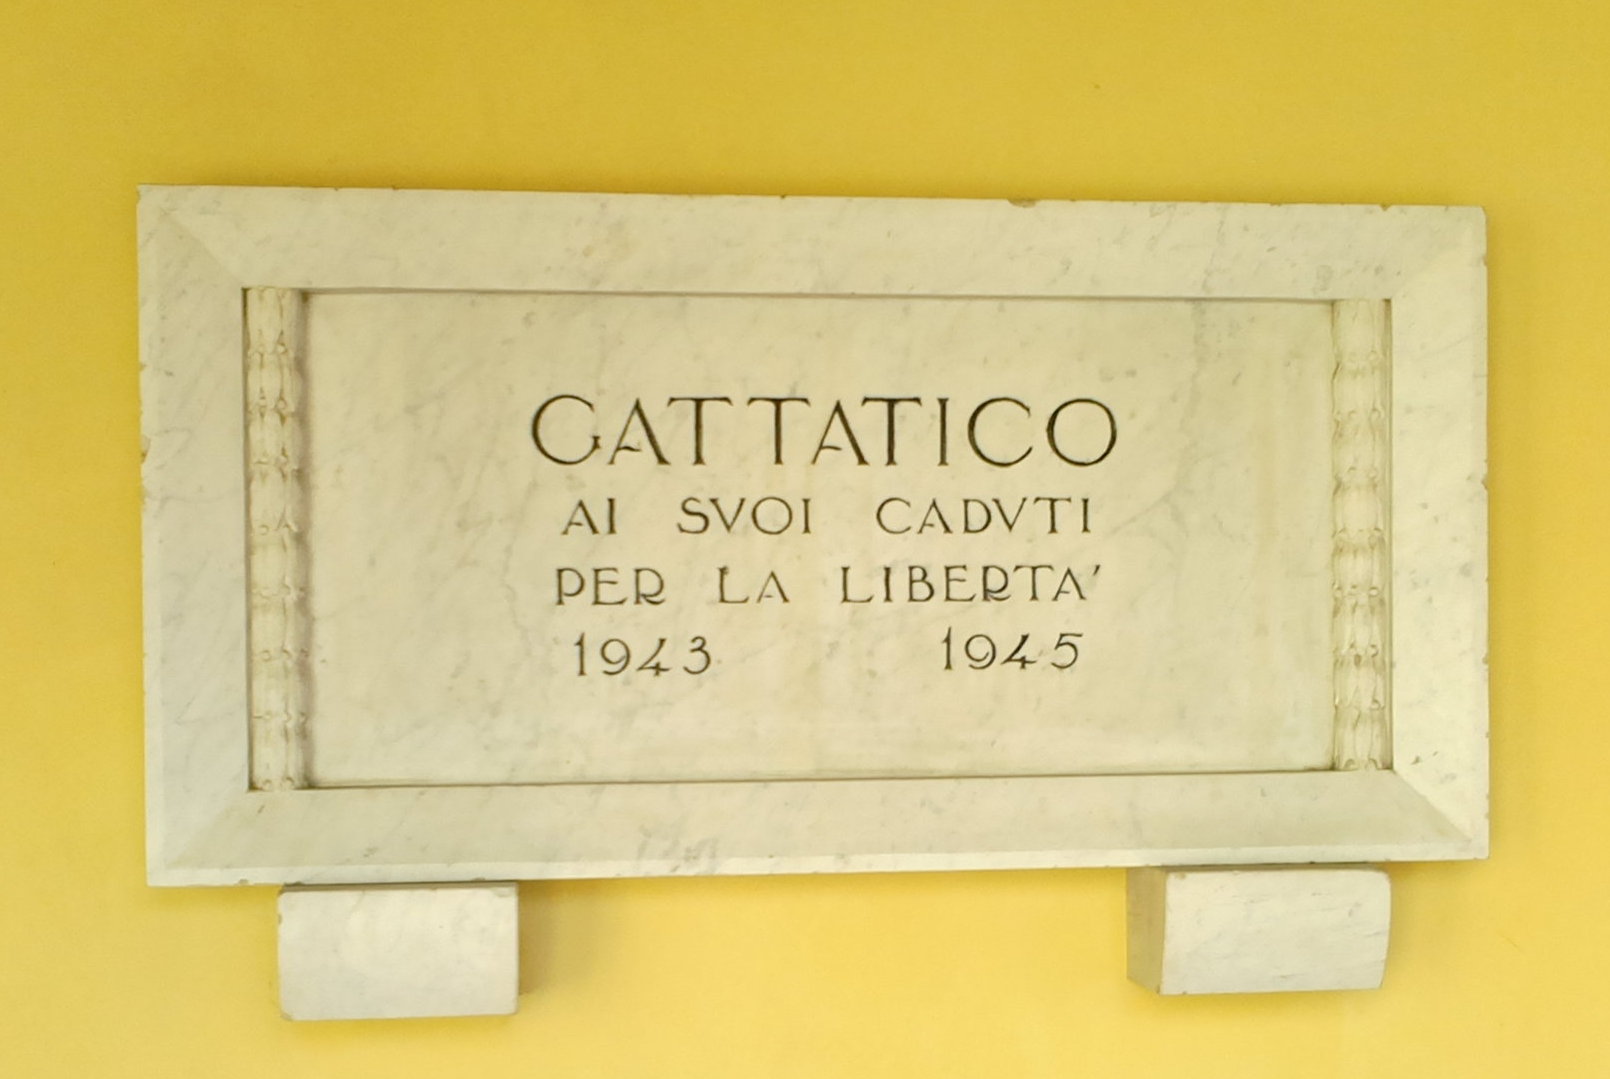 GATTATICO
AI SVOI CADVTI
PER LA LIBERTA'
1943 1945